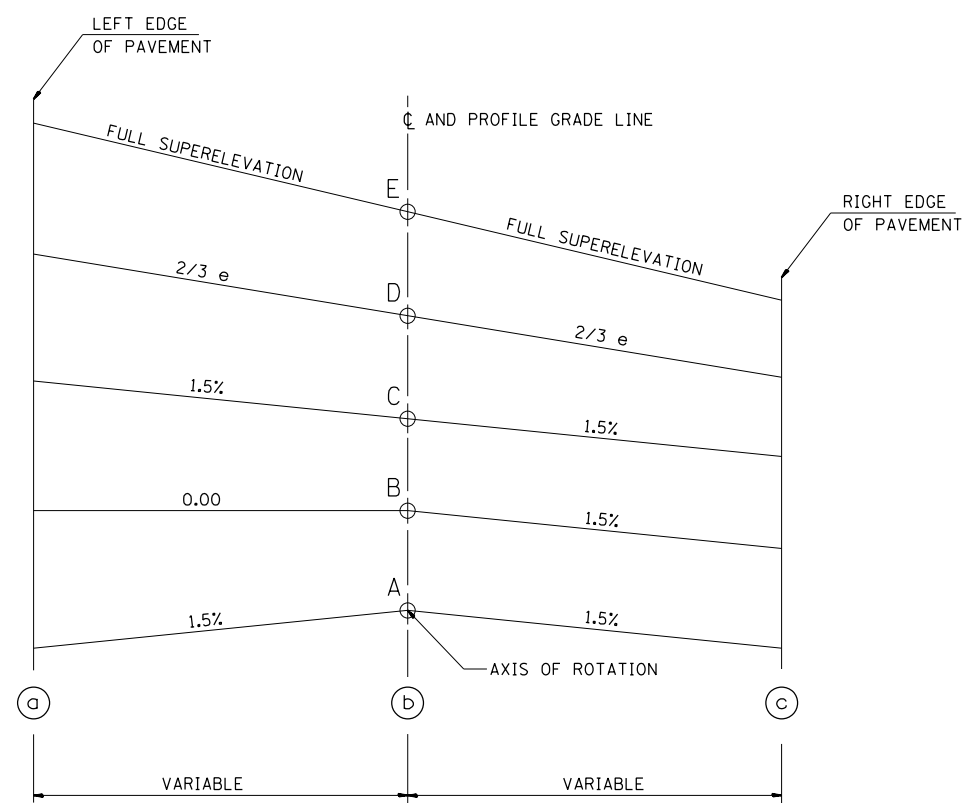 LEFT EDGE
OF PAVEMENT
℄ AND PROFILE GRADE LINE
FULL SUPERELEVATION
E
RIGHT EDGE
OF PAVEMENT
FULL SUPERELEVATION
2/3 e
D
2/3 e
1.5%
C
1.5%
0.00
B
1.5%
A
1.5%
1.5%
AXIS OF ROTATION
a
b
c
VARIABLE
VARIABLE